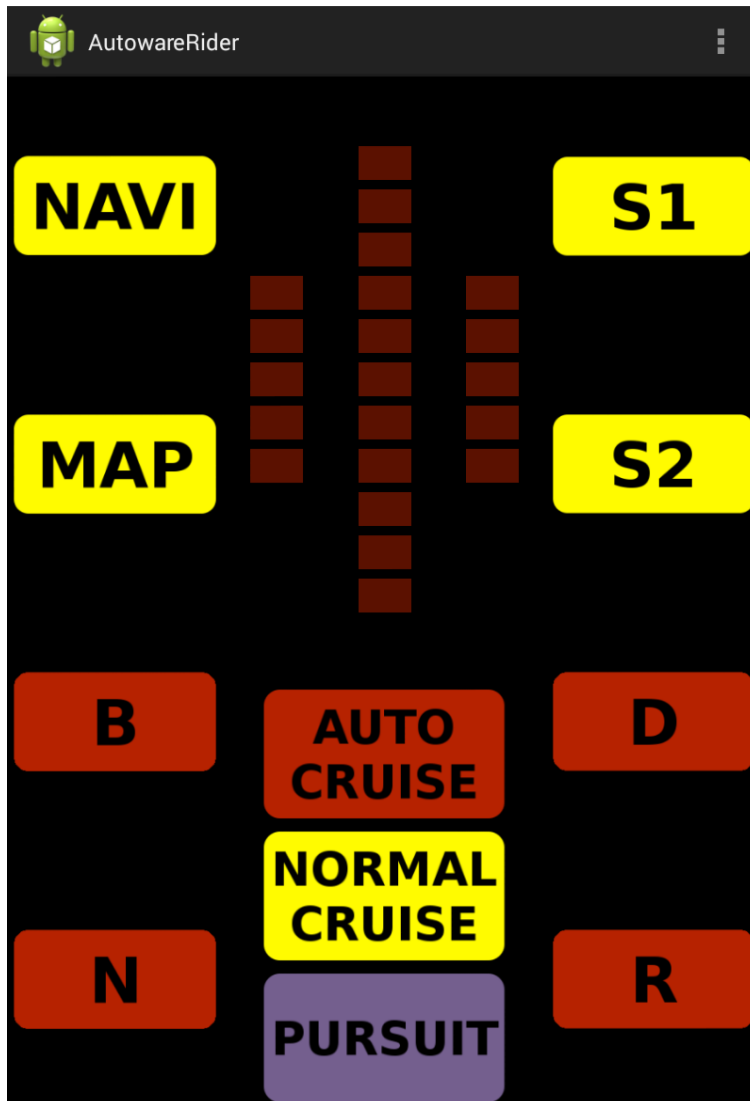 AutowareRider
NAVI
S1
MAP
S2
B
AUTO
CRUISE
D
NORMAL
CRUISE
N
R
PURSUIT